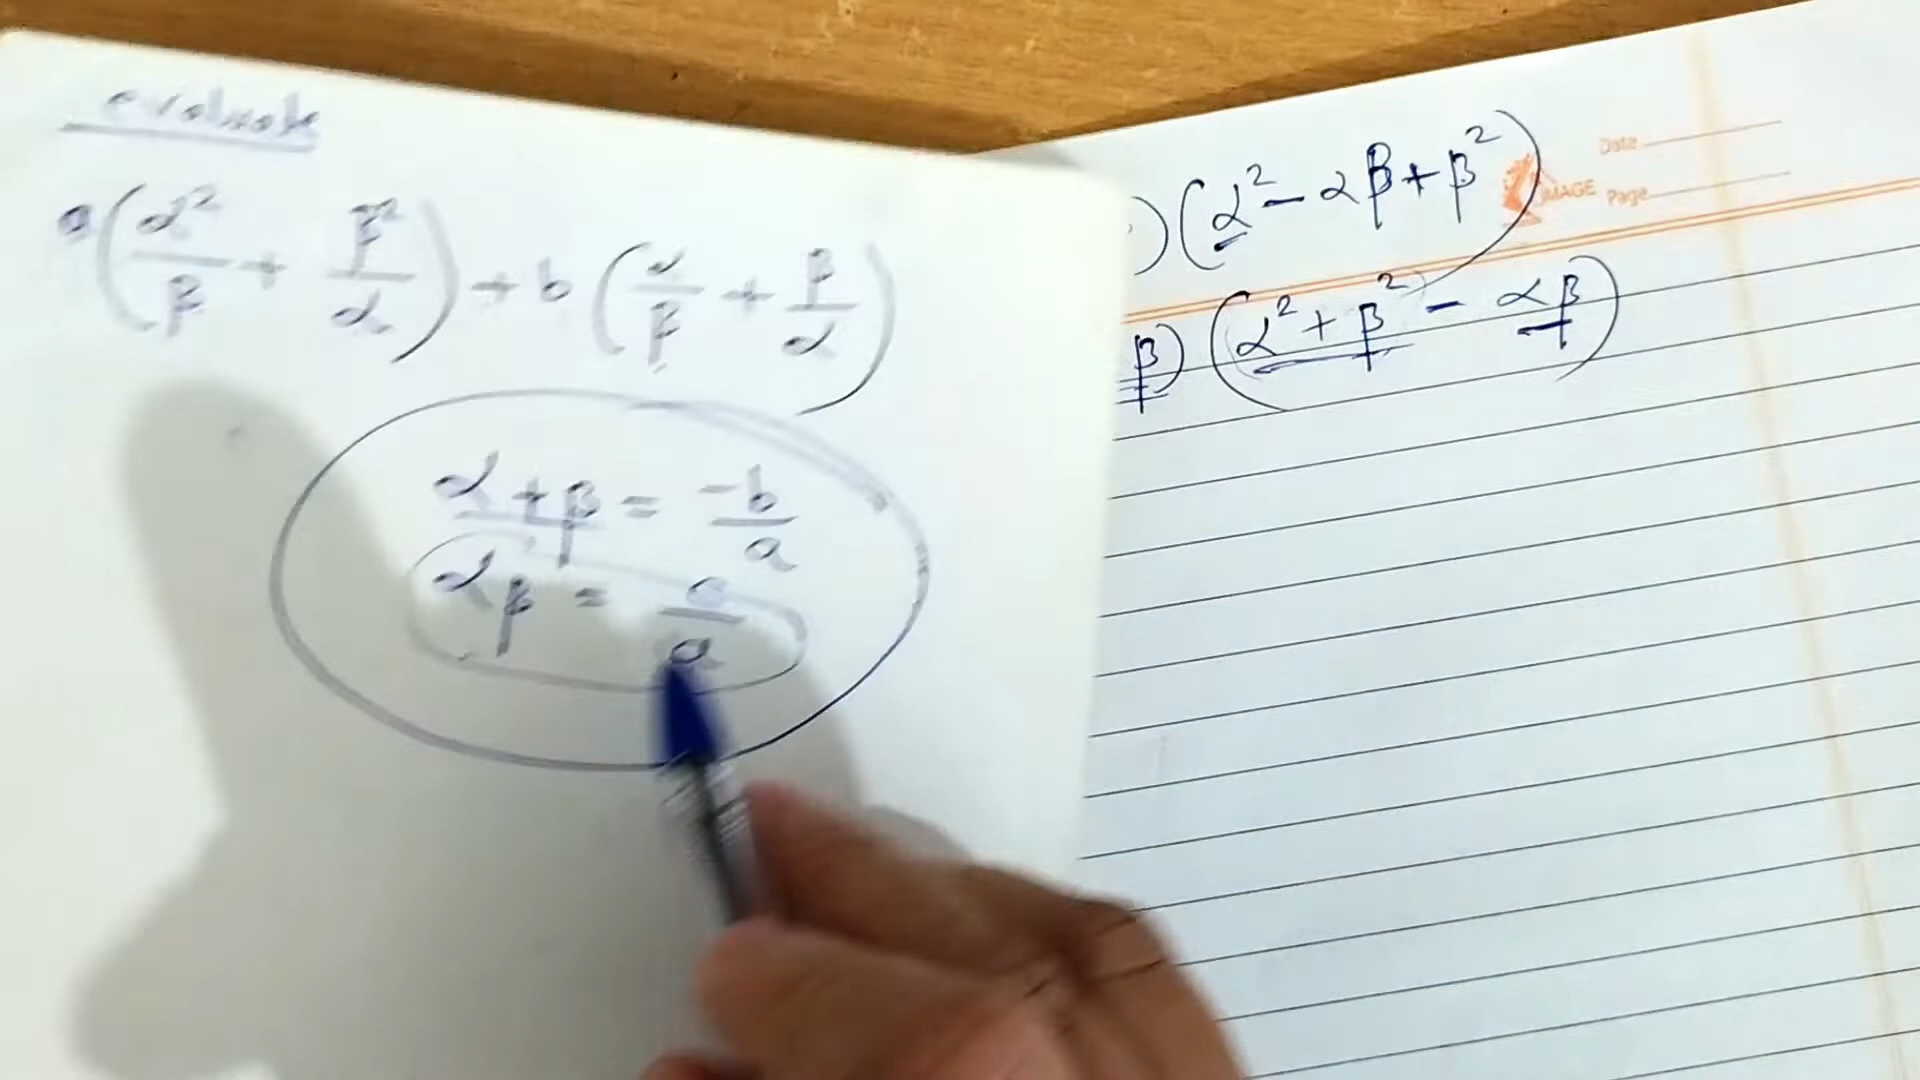 evaluate
a(α²/β + β²/α) + b(α/β + β/α)
α+β = -b/a
αβ = c/a
)(α² - αβ + β²)
β)(α² + β² - αβ)
IMAGE
Date
Page